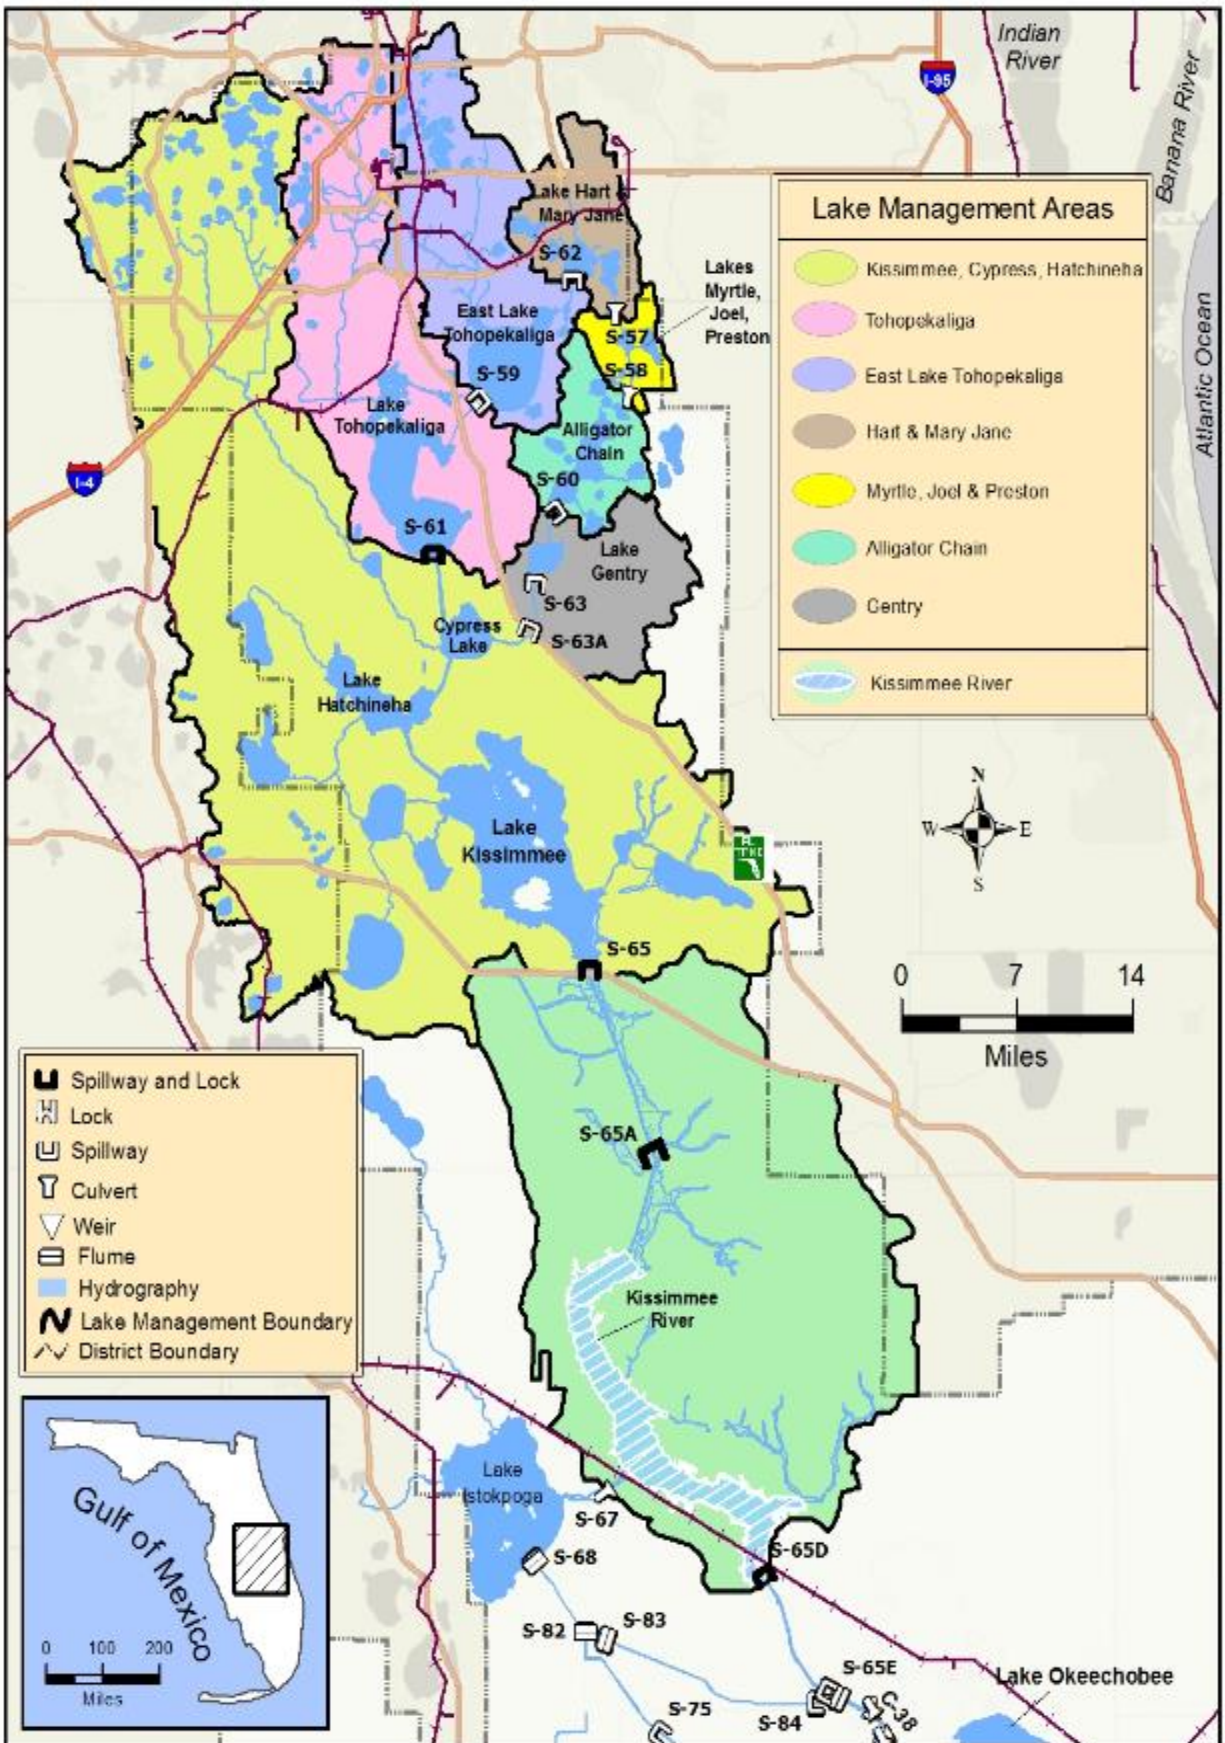 Indian
River
I-95
Banana River
Atlantic Ocean
Lake Management Areas
Kissimmee, Cypress, Hatchineha
Tohopekaliga
East Lake Tohopekaliga
Hart & Mary Jane
Myrtle, Joel & Preston
Alligator Chain
Gentry
Kissimmee River
Lake Hart &
Mary Jane
S-62
Lakes
Myrtle,
Joel,
Preston
East Lake
Tohopekaliga
S-57
S-58
S-59
Lake
Tohopekaliga
Alligator
Chain
I-4
S-60
S-61
Lake
Gentry
S-63
Cypress
Lake
S-63A
Lake
Hatchineha
N
W E
S
Lake
Kissimmee
S-65
0 7 14
Miles
Spillway and Lock
Lock
Spillway
Culvert
Weir
Flume
Hydrography
Lake Management Boundary
District Boundary
S-65A
Kissimmee
River
Gulf of Mexico
0 100 200
Miles
Lake
Istokpoga
S-67
S-68
S-65D
S-82
S-83
S-65E
Lake Okeechobee
S-75
S-84
C-38